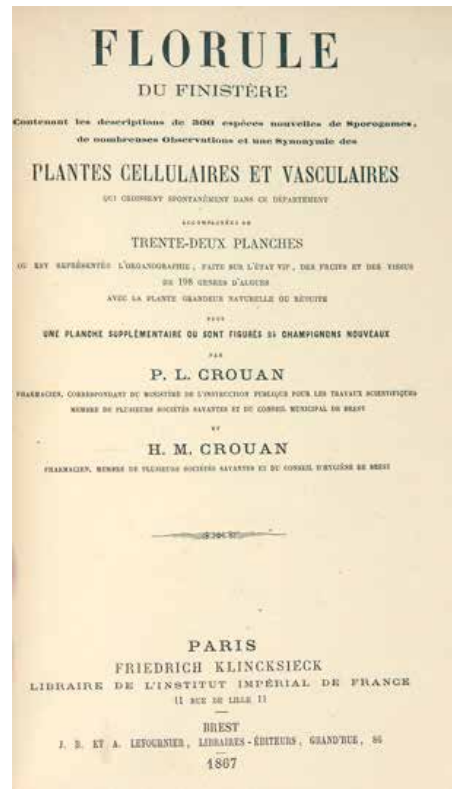 FLORULE
DU FINISTÈRE
Contenant les descriptions de 360 espèces nouvelles de Sporogames,
de nombreuses Observations et une Synonymie des
PLANTES CELLULAIRES ET VASCULAIRES
QUI CROISSENT SPONTANÉMENT DANS CE DÉPARTEMENT
ACCOMPAGNÉES DE
TRENTE-DEUX PLANCHES
OU EST REPRÉSENTÉE L'ORGANOGRAPHIE, FAITE SUR L'ÉTAT VIF, DES FRUITS ET DES TISSUS
DE 198 GENRES D'ALGUES
AVEC LA PLANTE GRANDEUR NATURELLE OU RÉDUITE
PLUS
UNE PLANCHE SUPPLÉMENTAIRE OU SONT FIGURÉS 24 CHAMPIGNONS NOUVEAUX
PAR
P. L. CROUAN
PHARMACIEN, CORRESPONDANT DU MINISTÈRE DE L'INSTRUCTION PUBLIQUE POUR LES TRAVAUX SCIENTIFIQUES
MEMBRE DE PLUSIEURS SOCIÉTÉS SAVANTES ET DU CONSEIL MUNICIPAL DE BREST
ET
H. M. CROUAN
PHARMACIEN, MEMBRE DE PLUSIEURS SOCIÉTÉS SAVANTES ET DU CONSEIL D'HYGIÈNE DE BREST
PARIS
FRIEDRICH KLINCKSIECK
LIBRAIRE DE L'INSTITUT IMPÉRIAL DE FRANCE
11 RUE DE LILLE 11
BREST
J. B. ET A. LEFOURNIER, LIBRAIRES-ÉDITEURS, GRAND'RUE, 86
1867